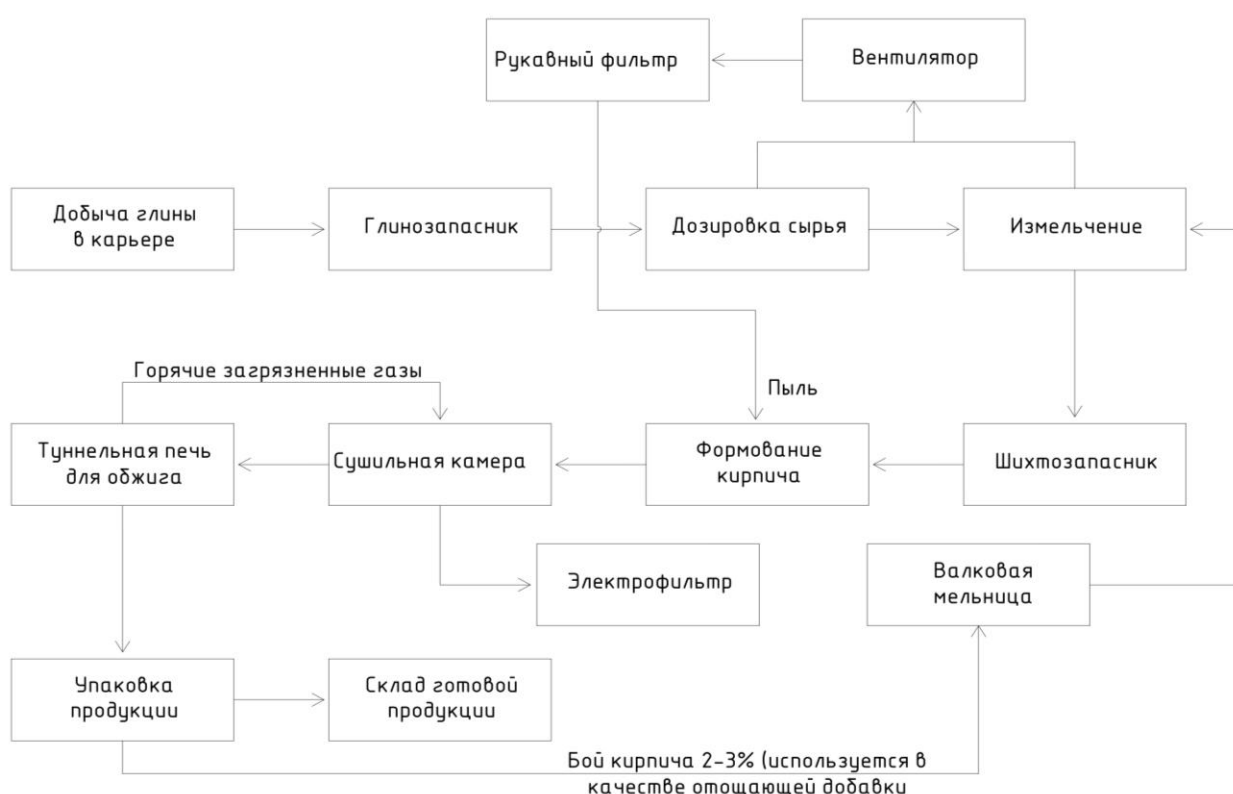 Рукавный фильтр
Вентилятор
Добыча глины
в карьере
Глинозапасник
Дозировка сырья
Измельчение
Горячие загрязненные газы
Пыль
Туннельная печь
для обжига
Сушильная камера
Формование
кирпича
Шихтозапасник
Электрофильтр
Валковая
мельница
Упаковка
продукции
Склад готовой
продукции
Бой кирпича 2-3% (используется в
качестве отощающей добавки